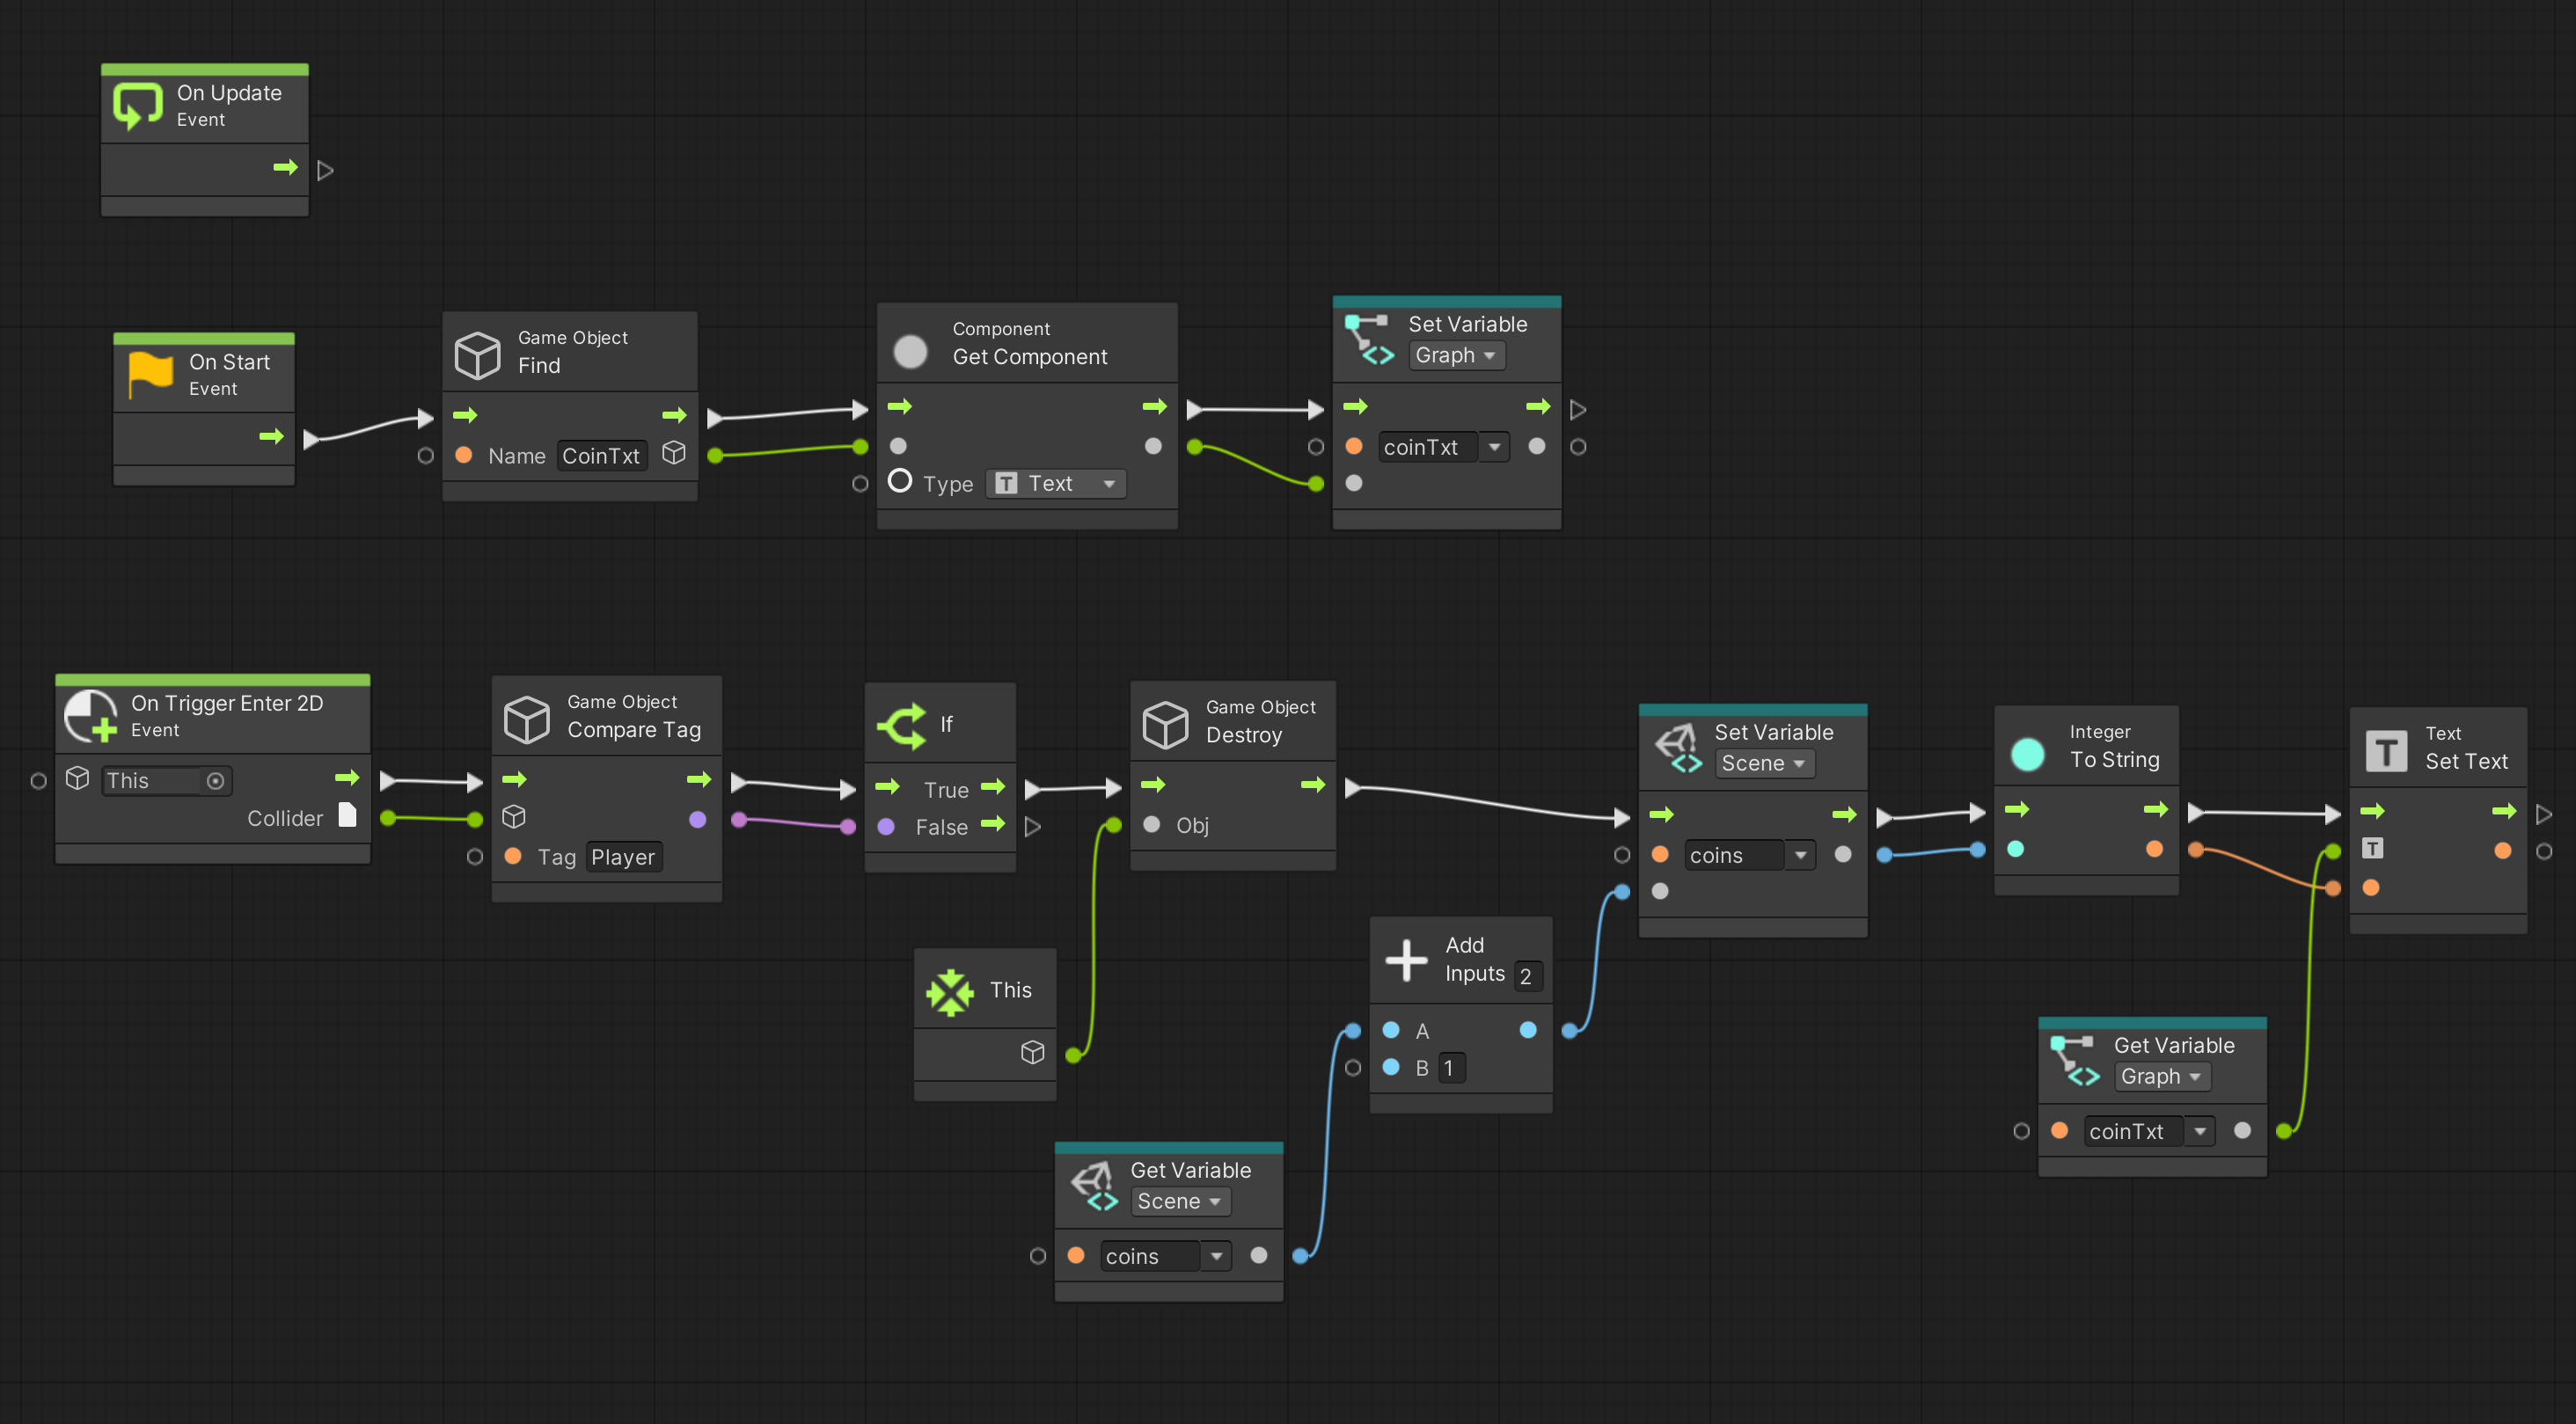 On Update
Event
On Start
Event
Game Object
Find
Name CoinTxt
Component
Get Component
Type T Text
Set Variable
Graph
coinTxt
On Trigger Enter 2D
Event
This
Collider
Game Object
Compare Tag
Tag Player
If
True
False
Game Object
Destroy
Obj
This
Get Variable
Scene
coins
Add
Inputs 2
A
B 1
Set Variable
Scene
coins
Integer
To String
T
Text
Set Text
T
Get Variable
Graph
coinTxt